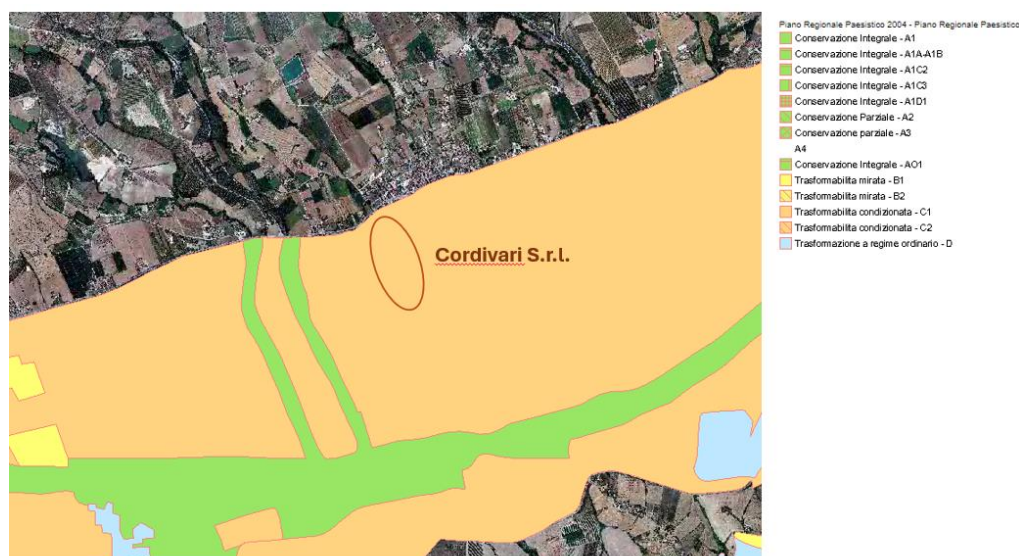 Piano Regionale Paesistico 2004 - Piano Regionale Paesistico
Conservazione Integrale - A1
Conservazione Integrale - A1A-A1B
Conservazione Integrale - A1C2
Conservazione Integrale - A1C3
Conservazione Integrale - A1D1
Conservazione Parziale - A2
Conservazione parziale - A3
A4
Conservazione Integrale - AO1
Trasformabilita mirata - B1
Trasformabilita mirata - B2
Trasformabilita condizionata - C1
Trasformabilita condizionata - C2
Trasformazione a regime ordinario - D
Cordivari S.r.l.